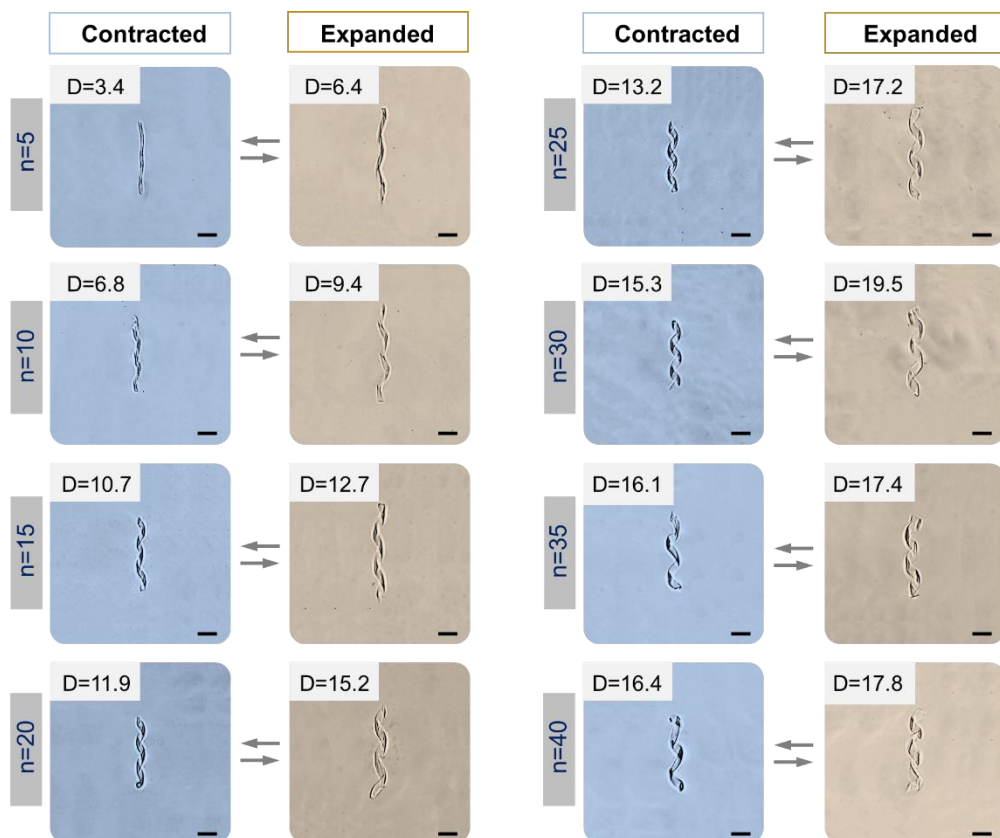 Contracted
Expanded
Contracted
Expanded
n=5
D=3.4
D=6.4
n=25
D=13.2
D=17.2
n=10
D=6.8
D=9.4
n=30
D=15.3
D=19.5
n=15
D=10.7
D=12.7
n=35
D=16.1
D=17.4
n=20
D=11.9
D=15.2
n=40
D=16.4
D=17.8